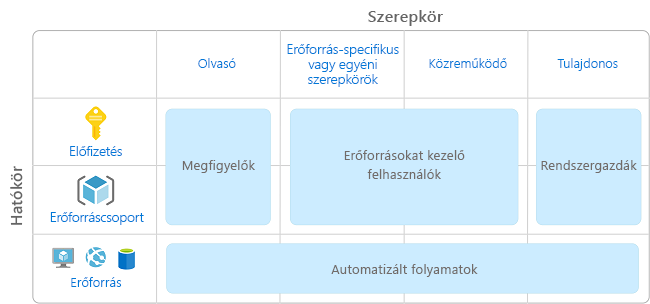 Szerepkör
Olvasó
Erőforrás-specifikus
vagy egyéni
szerepkörök
Közreműködő
Tulajdonos
Hatókör
Előfizetés
Megfigyelők
Erőforrásokat kezelő
felhasználók
Rendszergazdák
Erőforráscsoport
Erőforrás
Automatizált folyamatok